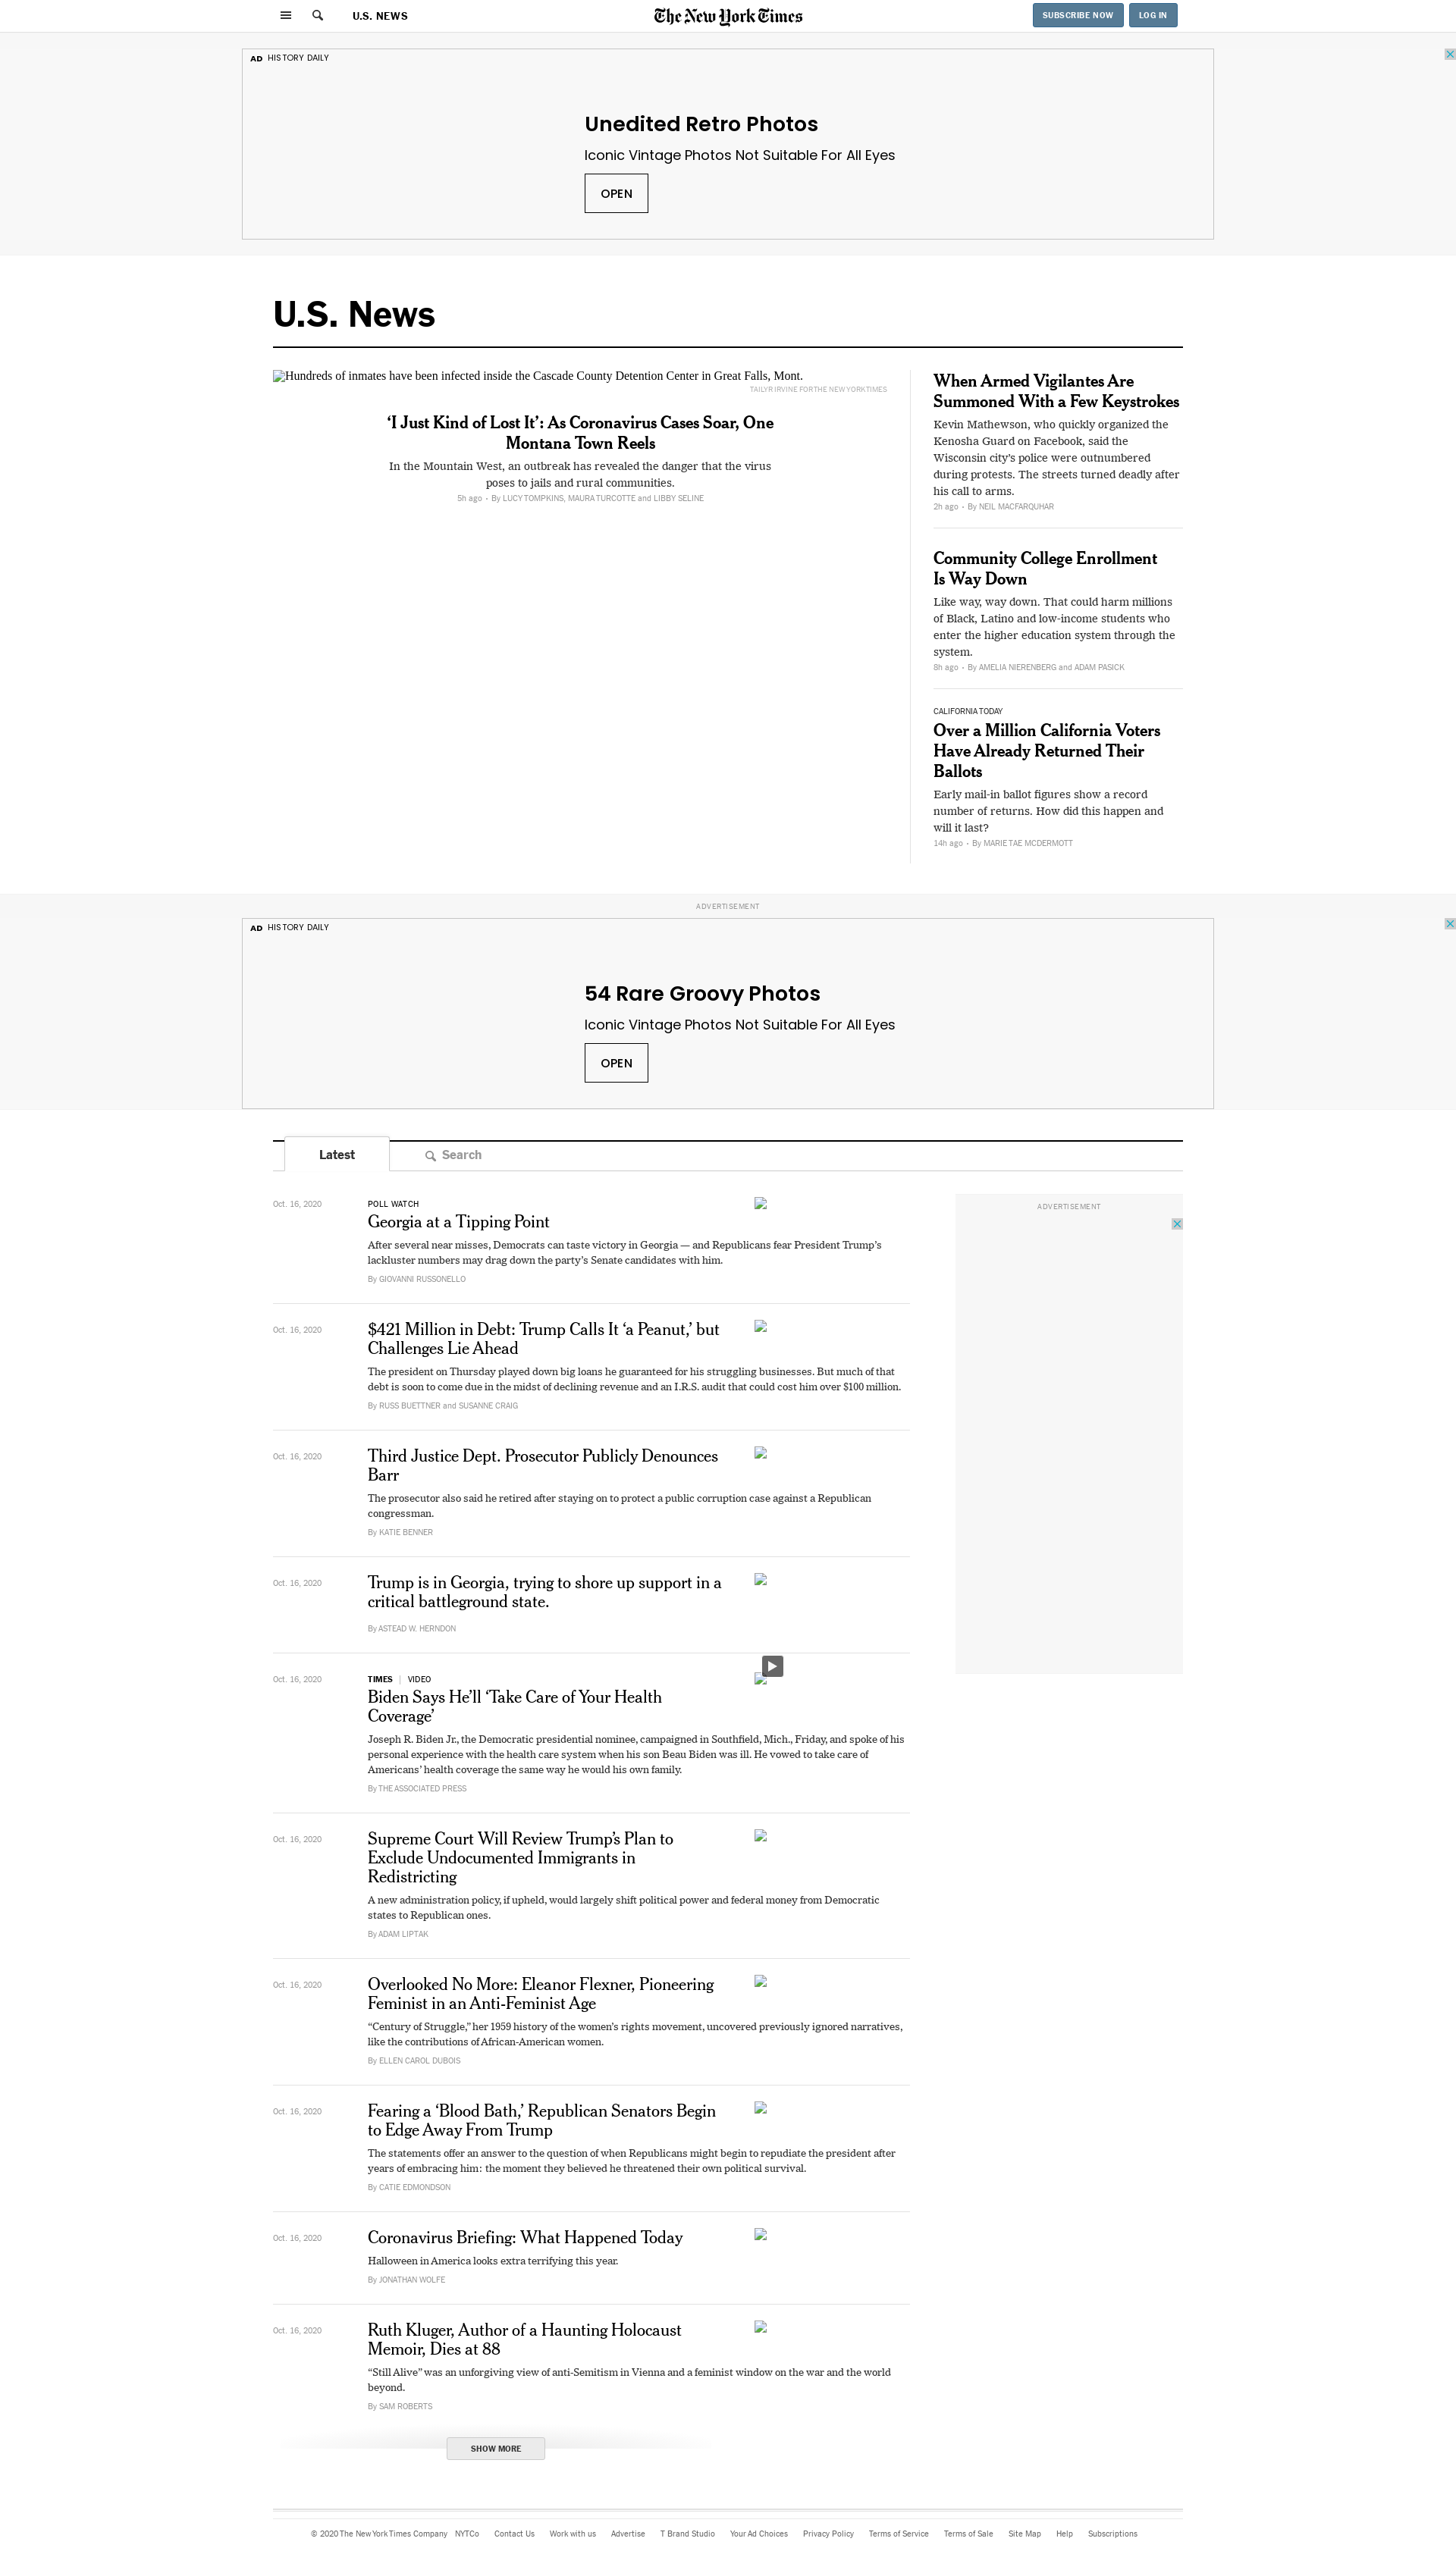 U.S. NEWS
The New York Times
SUBSCRIBE NOW
LOG IN
AD HISTORY DAILY
Unedited Retro Photos
Iconic Vintage Photos Not Suitable For All Eyes
OPEN
U.S. News
Hundreds of inmates have been infected inside the Cascade County Detention Center in Great Falls, Mont.
TAILYR IRVINE FOR THE NEW YORK TIMES
‘I Just Kind of Lost It’: As Coronavirus Cases Soar, One
Montana Town Reels
In the Mountain West, an outbreak has revealed the danger that the virus
poses to jails and rural communities.
5h ago • By LUCY TOMPKINS, MAURA TURCOTTE and LIBBY SELINE
When Armed Vigilantes Are
Summoned With a Few Keystrokes
Kevin Mathewson, who quickly organized the
Kenosha Guard on Facebook, said the
Wisconsin city’s police were outnumbered
during protests. The streets turned deadly after
his call to arms.
2h ago • By NEIL MACFARQUHAR
Community College Enrollment
Is Way Down
Like way, way down. That could harm millions
of Black, Latino and low-income students who
enter the higher education system through the
system.
8h ago • By AMELIA NIERENBERG and ADAM PASICK
CALIFORNIA TODAY
Over a Million California Voters
Have Already Returned Their
Ballots
Early mail-in ballot figures show a record
number of returns. How did this happen and
will it last?
14h ago • By MARIE TAE MCDERMOTT
ADVERTISEMENT
AD HISTORY DAILY
54 Rare Groovy Photos
Iconic Vintage Photos Not Suitable For All Eyes
OPEN
Latest
Search
ADVERTISEMENT
Oct. 16, 2020
POLL WATCH
Georgia at a Tipping Point
After several near misses, Democrats can taste victory in Georgia — and Republicans fear President Trump’s
lackluster numbers may drag down the party’s Senate candidates with him.
By GIOVANNI RUSSONELLO
Oct. 16, 2020
$421 Million in Debt: Trump Calls It ‘a Peanut,’ but
Challenges Lie Ahead
The president on Thursday played down big loans he guaranteed for his struggling businesses. But much of that
debt is soon to come due in the midst of declining revenue and an I.R.S. audit that could cost him over $100 million.
By RUSS BUETTNER and SUSANNE CRAIG
Oct. 16, 2020
Third Justice Dept. Prosecutor Publicly Denounces
Barr
The prosecutor also said he retired after staying on to protect a public corruption case against a Republican
congressman.
By KATIE BENNER
Oct. 16, 2020
Trump is in Georgia, trying to shore up support in a
critical battleground state.
By ASTEAD W. HERNDON
Oct. 16, 2020
TIMES | VIDEO
Biden Says He’ll ‘Take Care of Your Health
Coverage’
Joseph R. Biden Jr., the Democratic presidential nominee, campaigned in Southfield, Mich., Friday, and spoke of his
personal experience with the health care system when his son Beau Biden was ill. He vowed to take care of
Americans’ health coverage the same way he would his own family.
By THE ASSOCIATED PRESS
Oct. 16, 2020
Supreme Court Will Review Trump’s Plan to
Exclude Undocumented Immigrants in
Redistricting
A new administration policy, if upheld, would largely shift political power and federal money from Democratic
states to Republican ones.
By ADAM LIPTAK
Oct. 16, 2020
Overlooked No More: Eleanor Flexner, Pioneering
Feminist in an Anti-Feminist Age
“Century of Struggle,” her 1959 history of the women’s rights movement, uncovered previously ignored narratives,
like the contributions of African-American women.
By ELLEN CAROL DUBOIS
Oct. 16, 2020
Fearing a ‘Blood Bath,’ Republican Senators Begin
to Edge Away From Trump
The statements offer an answer to the question of when Republicans might begin to repudiate the president after
years of embracing him: the moment they believed he threatened their own political survival.
By CATIE EDMONDSON
Oct. 16, 2020
Coronavirus Briefing: What Happened Today
Halloween in America looks extra terrifying this year.
By JONATHAN WOLFE
Oct. 16, 2020
Ruth Kluger, Author of a Haunting Holocaust
Memoir, Dies at 88
“Still Alive” was an unforgiving view of anti-Semitism in Vienna and a feminist window on the war and the world
beyond.
By SAM ROBERTS
SHOW MORE
© 2020 The New York Times Company NYTCo Contact Us Work with us Advertise T Brand Studio Your Ad Choices Privacy Policy Terms of Service Terms of Sale Site Map Help Subscriptions